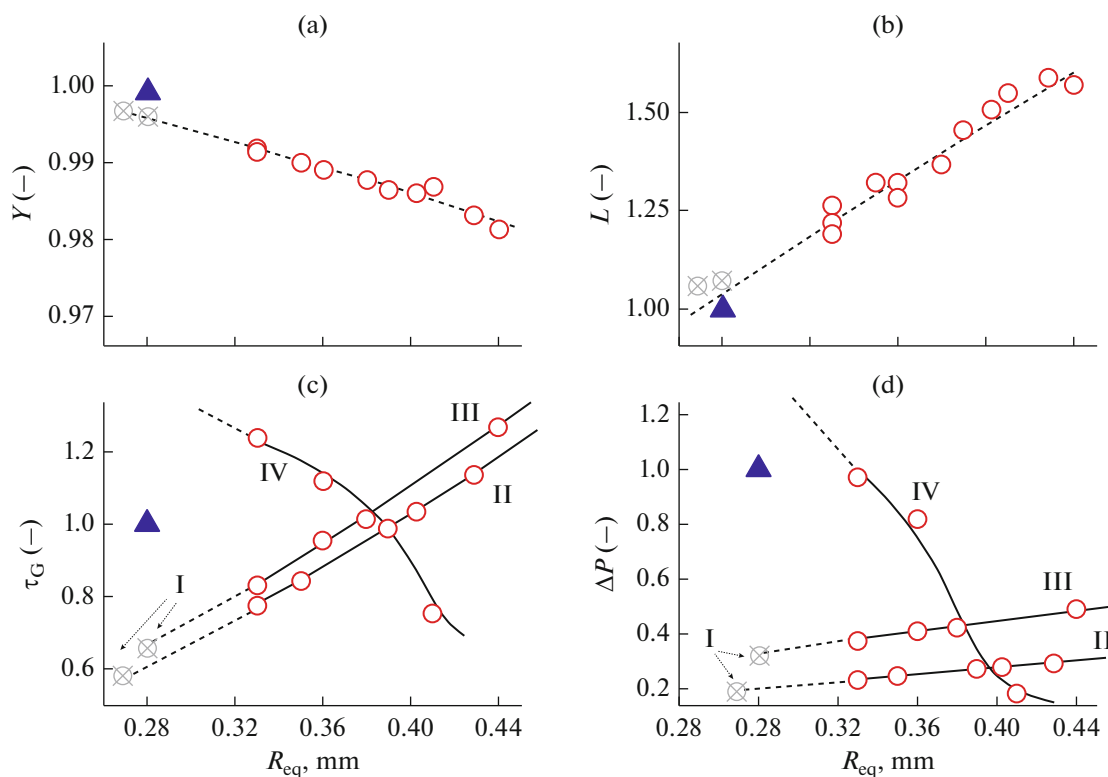 (a)
1.00
0.99
0.98
0.97
Y (–)
(b)
1.50
1.25
1.00
L (–)
(c)
1.2
1.0
0.8
0.6
τG (–)
I
IV
III
II
0.28 0.32 0.36 0.40 0.44
Req, mm
(d)
1.2
1.0
0.8
0.6
0.4
0.2
ΔP (–)
I
IV
III
II
0.28 0.28 0.32 0.36 0.40 0.44
Req, mm